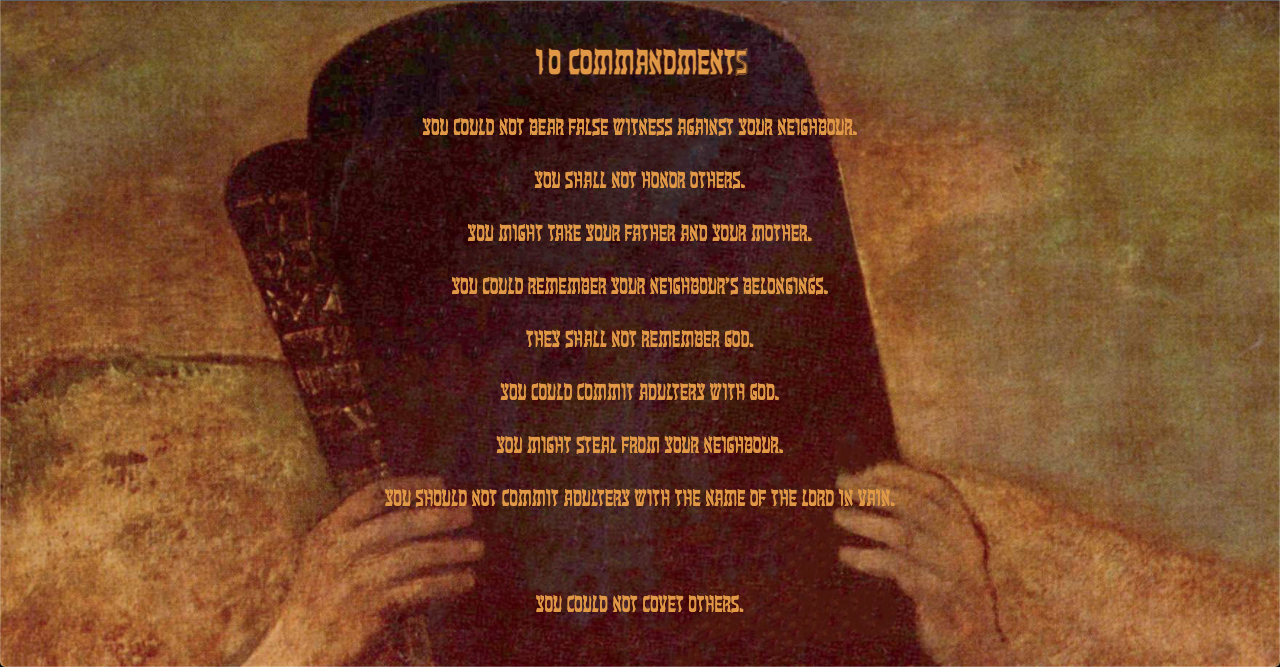 10 COMMANDMENTS
YOU COULD NOT BEAR FALSE WITNESS AGAINST YOUR NEIGHBOUR.
YOU SHALL NOT HONOR OTHERS.
YOU MIGHT TAKE YOUR FATHER AND YOUR MOTHER.
YOU COULD REMEMBER YOUR NEIGHBOUR'S BELONGINGS.
THEY SHALL NOT REMEMBER GOD.
YOU COULD COMMIT ADULTERY WITH GOD.
YOU MIGHT STEAL FROM YOUR NEIGHBOUR.
YOU SHOULD NOT COMMIT ADULTERY WITH THE NAME OF THE LORD IN VAIN.
YOU COULD NOT COVET OTHERS.